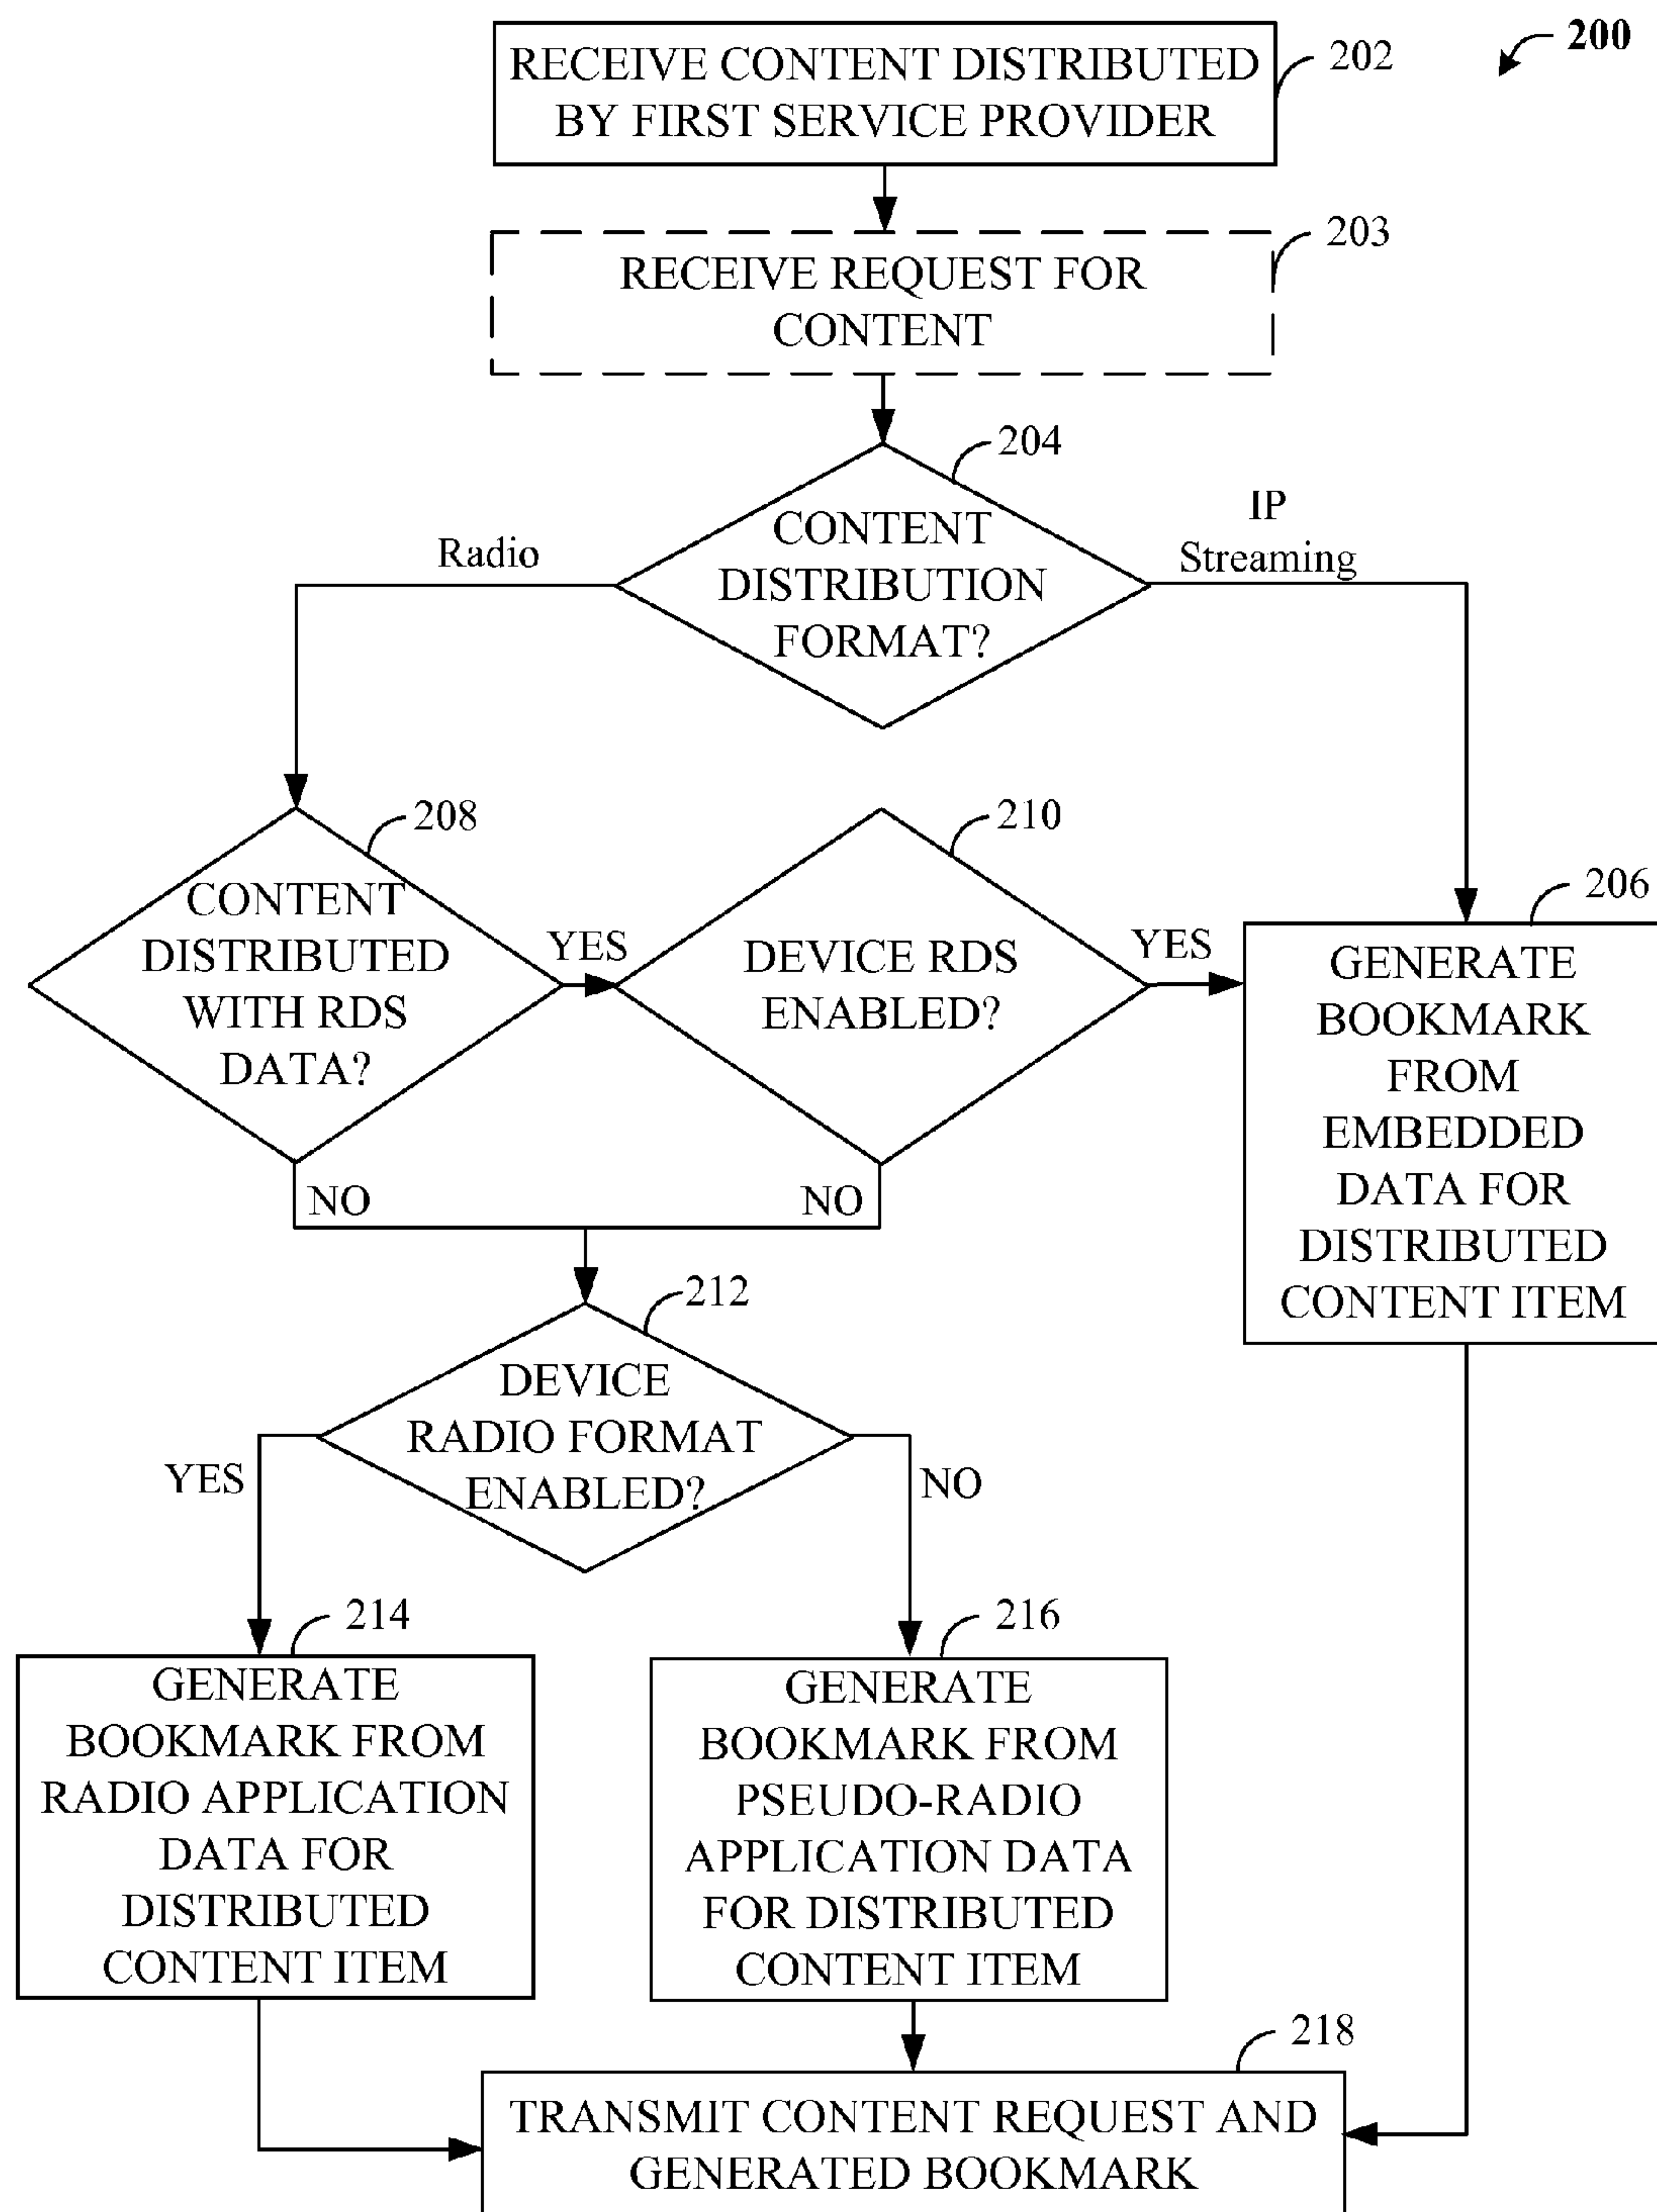 200
RECEIVE CONTENT DISTRIBUTED
BY FIRST SERVICE PROVIDER
202
203
RECEIVE REQUEST FOR
CONTENT
204
CONTENT
DISTRIBUTION
FORMAT?
Radio
IP
Streaming
208
CONTENT
DISTRIBUTED
WITH RDS
DATA?
YES
NO
210
DEVICE RDS
ENABLED?
YES
NO
206
GENERATE
BOOKMARK
FROM
EMBEDDED
DATA FOR
DISTRIBUTED
CONTENT ITEM
212
DEVICE
RADIO FORMAT
ENABLED?
YES
NO
214
GENERATE
BOOKMARK FROM
RADIO APPLICATION
DATA FOR
DISTRIBUTED
CONTENT ITEM
216
GENERATE
BOOKMARK FROM
PSEUDO-RADIO
APPLICATION DATA
FOR DISTRIBUTED
CONTENT ITEM
218
TRANSMIT CONTENT REQUEST AND
GENERATED BOOKMARK